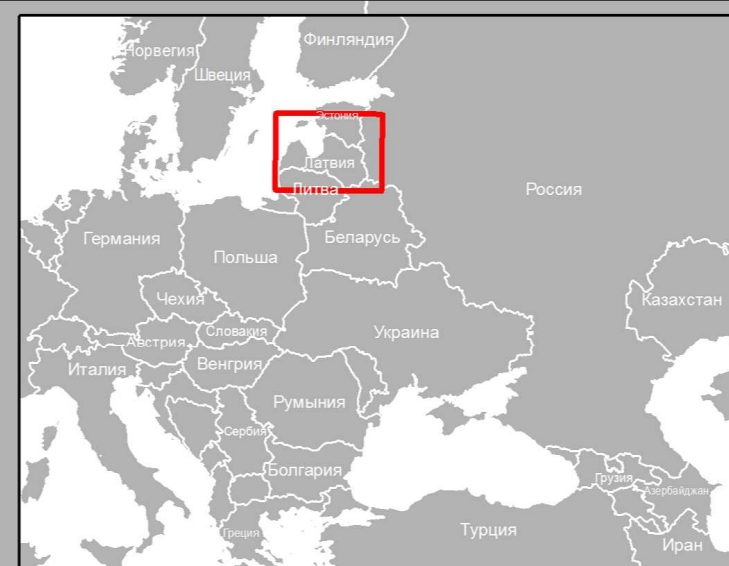 Финляндия
Норвегия
Швеция
Эстония
Латвия
Литва
Россия
Германия
Беларусь
Польша
Чехия
Казахстан
Словакия
Украина
Австрия
Венгрия
Италия
Румыния
Сербия
Болгария
Грузия
Азербайджан
Греция
Турция
Иран